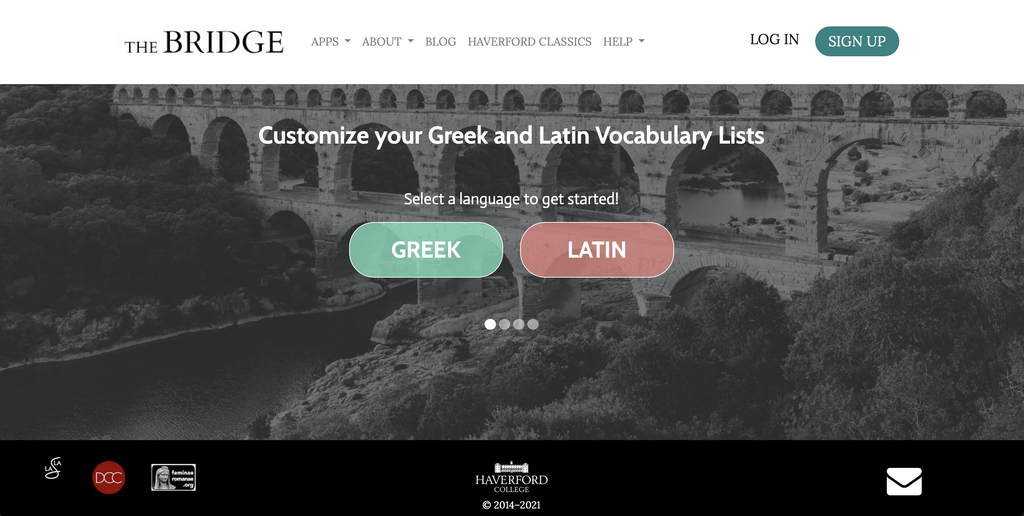 THE BRIDGE
APPS ABOUT BLOG HAVERFORD CLASSICS HELP
LOG IN SIGN UP
Customize your Greek and Latin Vocabulary Lists
Select a language to get started!
GREEK LATIN
LASLA
DCC
feminae
romanae
.org
HAVERFORD
COLLEGE
© 2014–2021